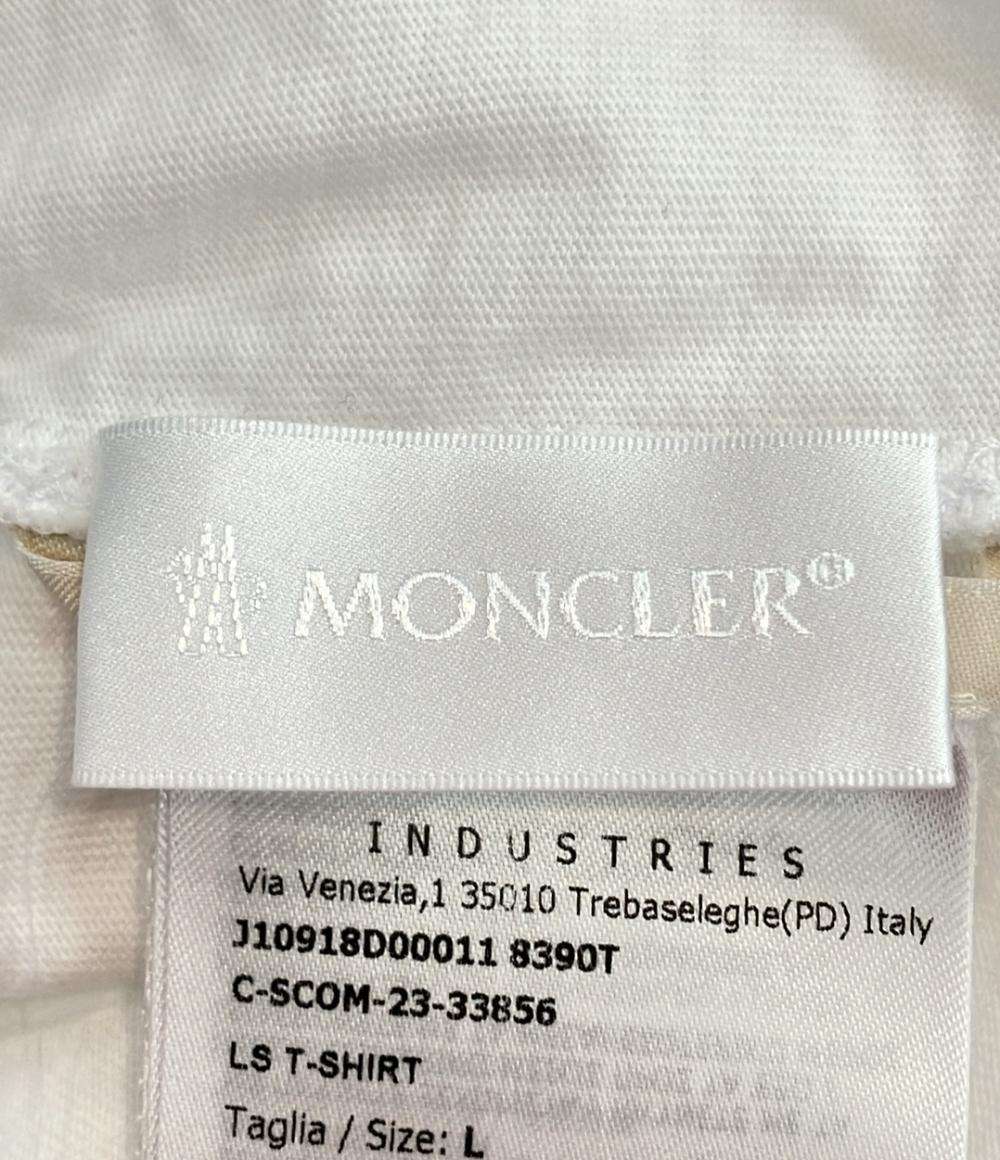 MONCLER®
INDUSTRIES
Via Venezia,1 35010 Trebaseleghe(PD) Italy
J10918D00011 8390T
C-SCOM-23-33856
LS T-SHIRT
Taglia / Size: L